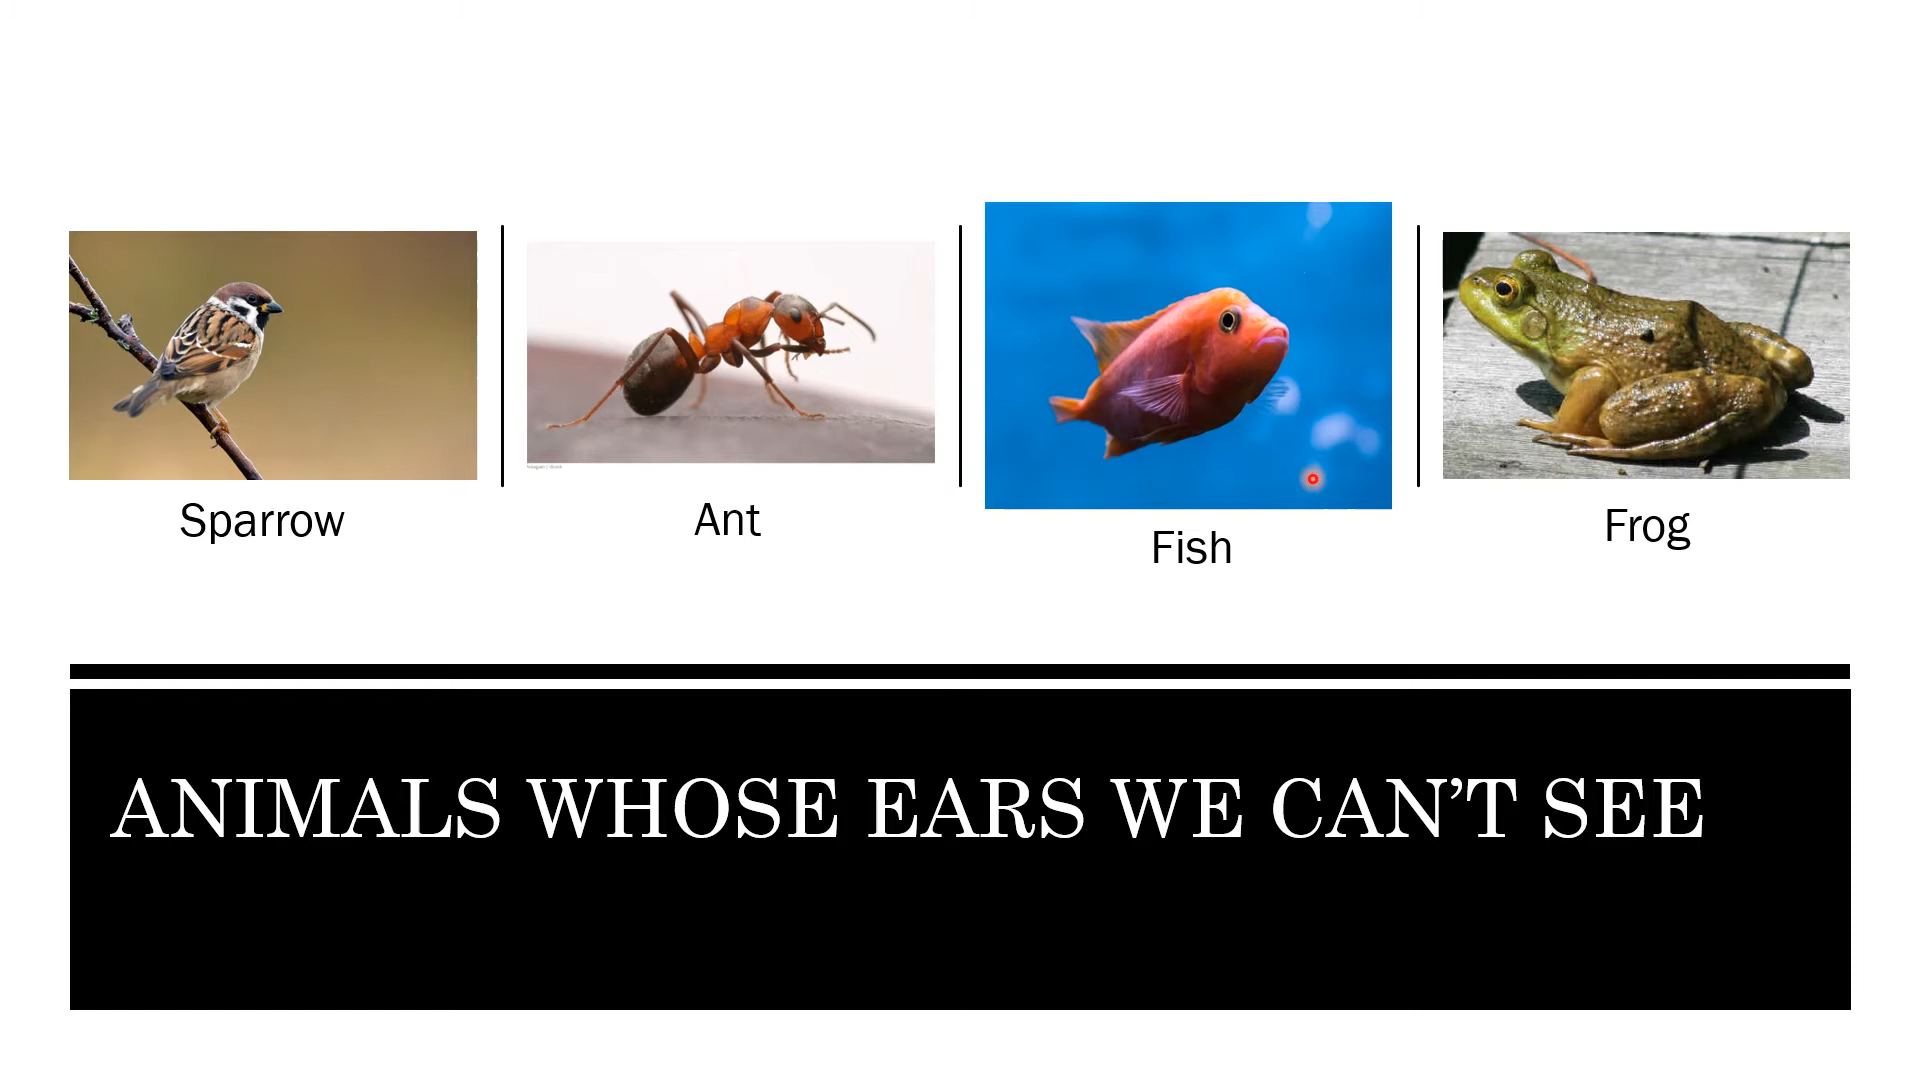 Sparrow
Ant
Fish
Frog
ANIMALS WHOSE EARS WE CAN’T SEE